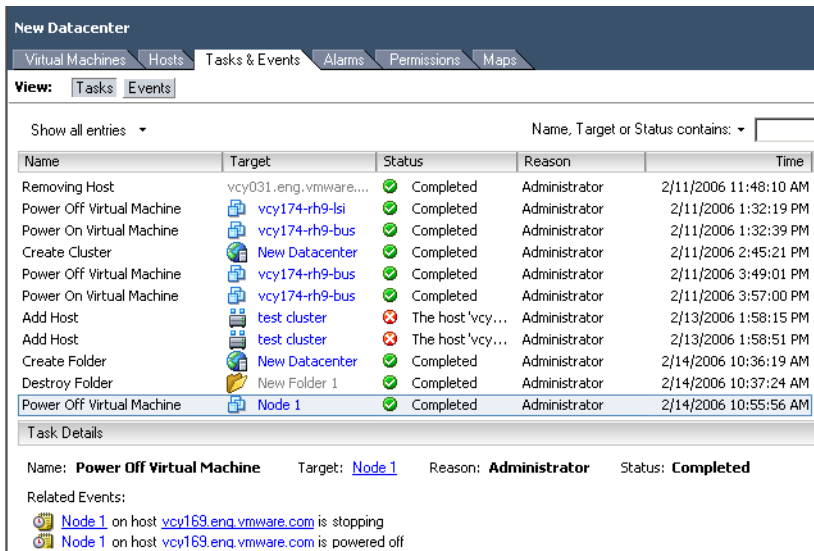 New Datacenter
Virtual Machines Hosts Tasks & Events Alarms Permissions Maps
View: Tasks Events
Show all entries Name, Target or Status contains:
Name Target Status Reason Time
Removing Host vcy031.eng.vmware.... Completed Administrator 2/11/2006 11:48:10 AM
Power Off Virtual Machine vcy174-rh9-lsi Completed Administrator 2/11/2006 1:32:19 PM
Power On Virtual Machine vcy174-rh9-bus Completed Administrator 2/11/2006 1:32:39 PM
Create Cluster New Datacenter Completed Administrator 2/11/2006 2:45:21 PM
Power Off Virtual Machine vcy174-rh9-bus Completed Administrator 2/11/2006 3:49:01 PM
Power On Virtual Machine vcy174-rh9-bus Completed Administrator 2/11/2006 3:57:00 PM
Add Host test cluster The host 'vcy... Administrator 2/13/2006 1:58:15 PM
Add Host test cluster The host 'vcy... Administrator 2/13/2006 1:58:51 PM
Create Folder New Datacenter Completed Administrator 2/14/2006 10:36:19 AM
Destroy Folder New Folder 1 Completed Administrator 2/14/2006 10:37:24 AM
Power Off Virtual Machine Node 1 Completed Administrator 2/14/2006 10:55:56 AM
Task Details
Name: Power Off Virtual Machine Target: Node 1 Reason: Administrator Status: Completed
Related Events:
Node 1 on host vcy169.eng.vmware.com is stopping
Node 1 on host vcy169.eng.vmware.com is powered off